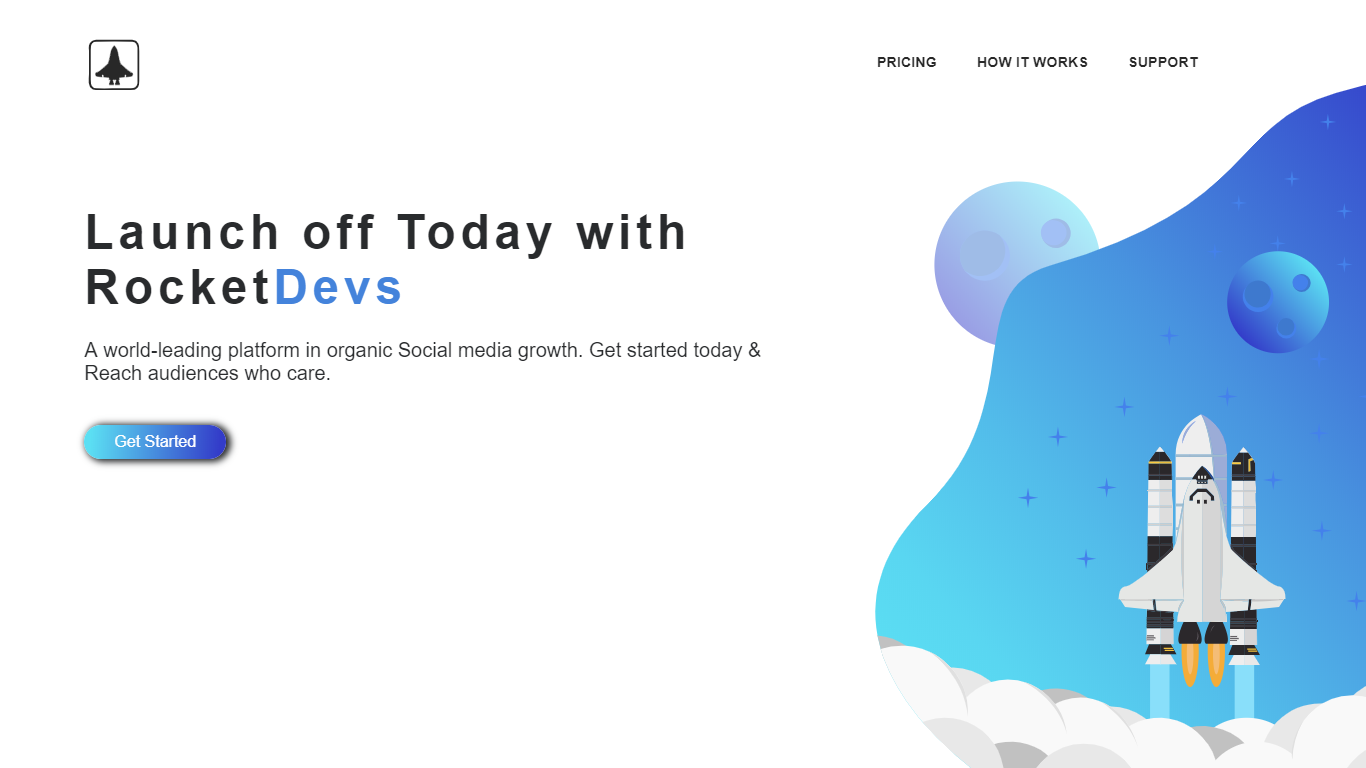 PRICING HOW IT WORKS SUPPORT
Launch off Today with
RocketDevs
A world-leading platform in organic Social media growth. Get started today &
Reach audiences who care.
Get Started